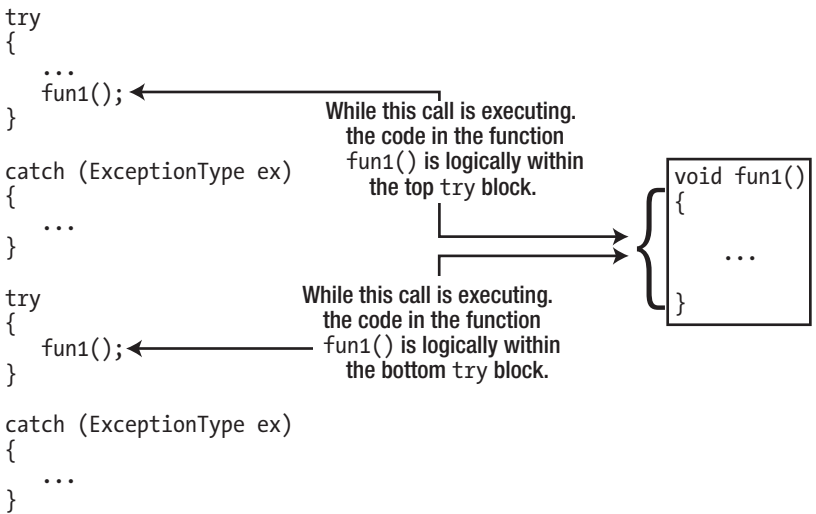 try
{
...
fun1();
}
catch (ExceptionType ex)
{
...
}
try
{
fun1();
}
catch (ExceptionType ex)
{
...
}
While this call is executing.
the code in the function
fun1() is logically within
the top try block.
While this call is executing.
the code in the function
fun1() is logically within
the bottom try block.
void fun1()
{
...
}